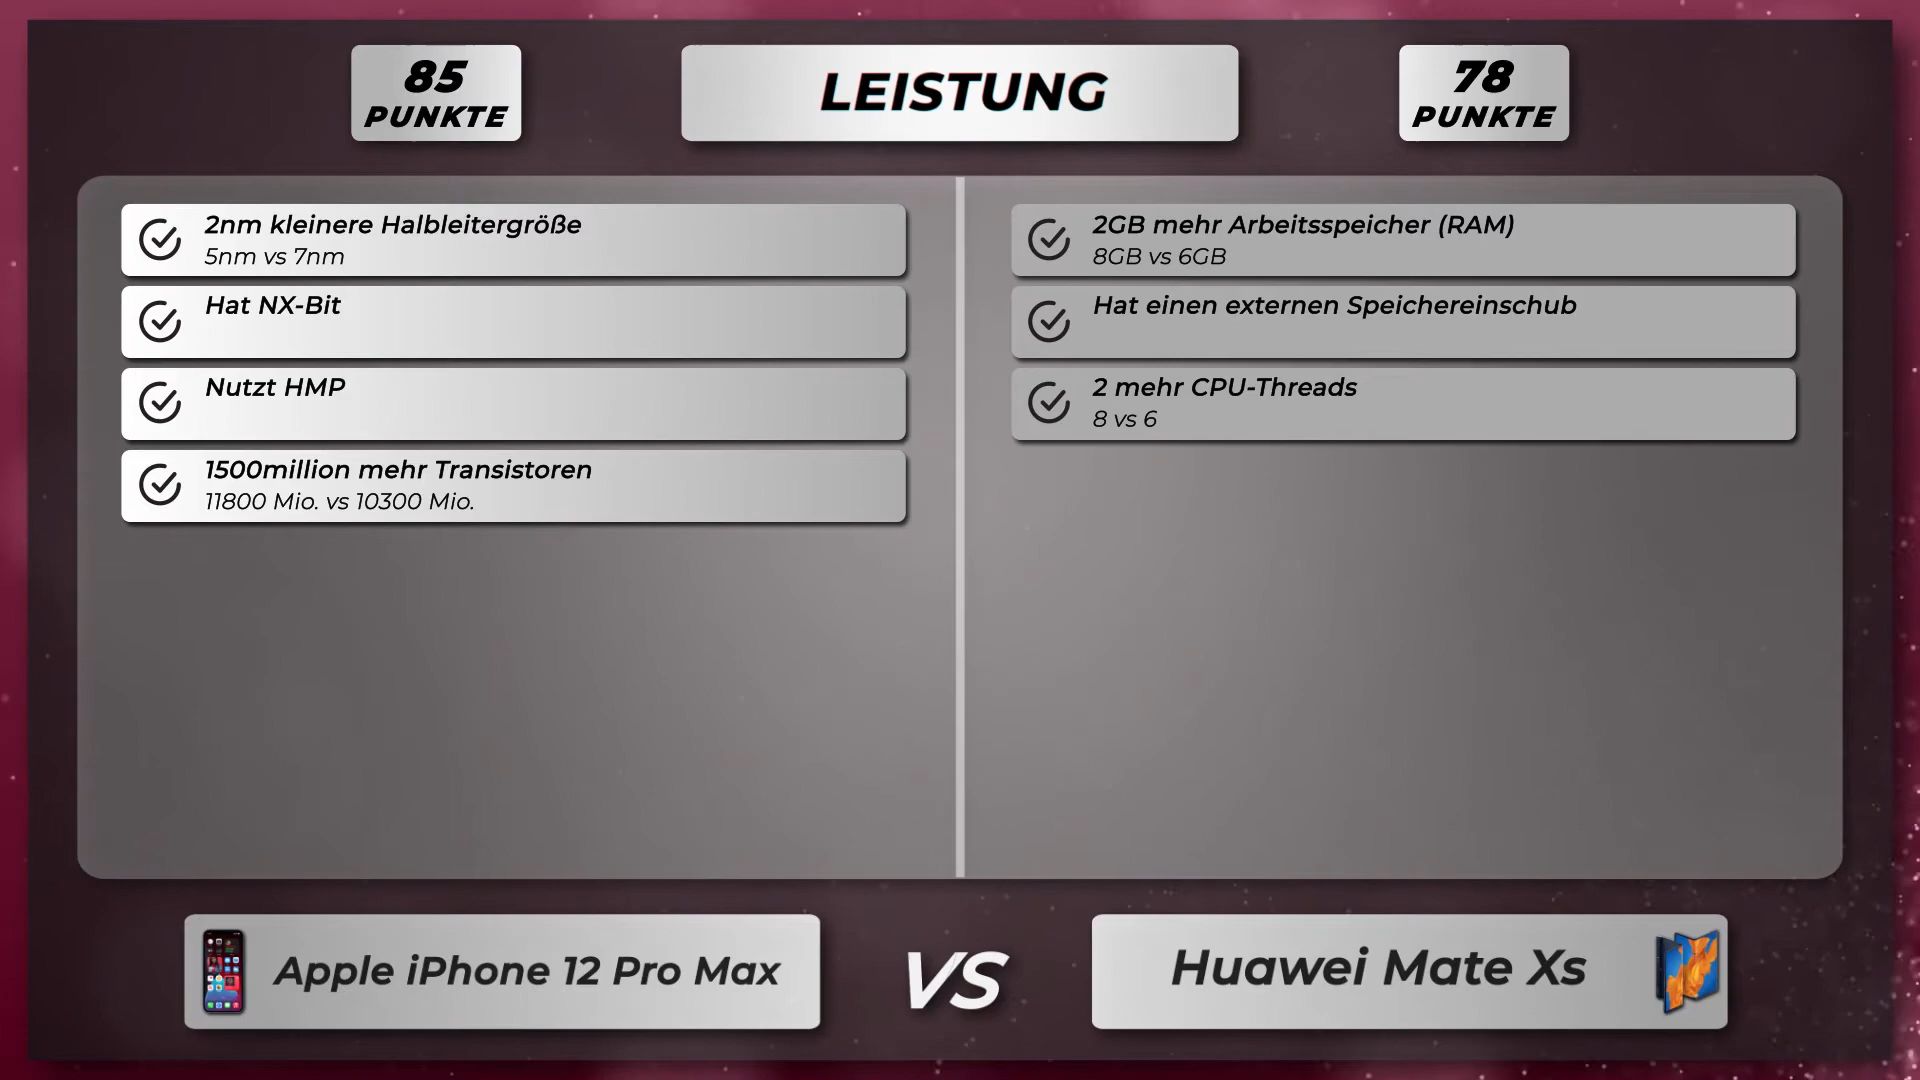 85
PUNKTE
LEISTUNG
78
PUNKTE
2nm kleinere Halbleitergröße
5nm vs 7nm
Hat NX-Bit
Nutzt HMP
1500million mehr Transistoren
11800 Mio. vs 10300 Mio.
2GB mehr Arbeitsspeicher (RAM)
8GB vs 6GB
Hat einen externen Speichereinschub
2 mehr CPU-Threads
8 vs 6
Apple iPhone 12 Pro Max
VS
Huawei Mate Xs